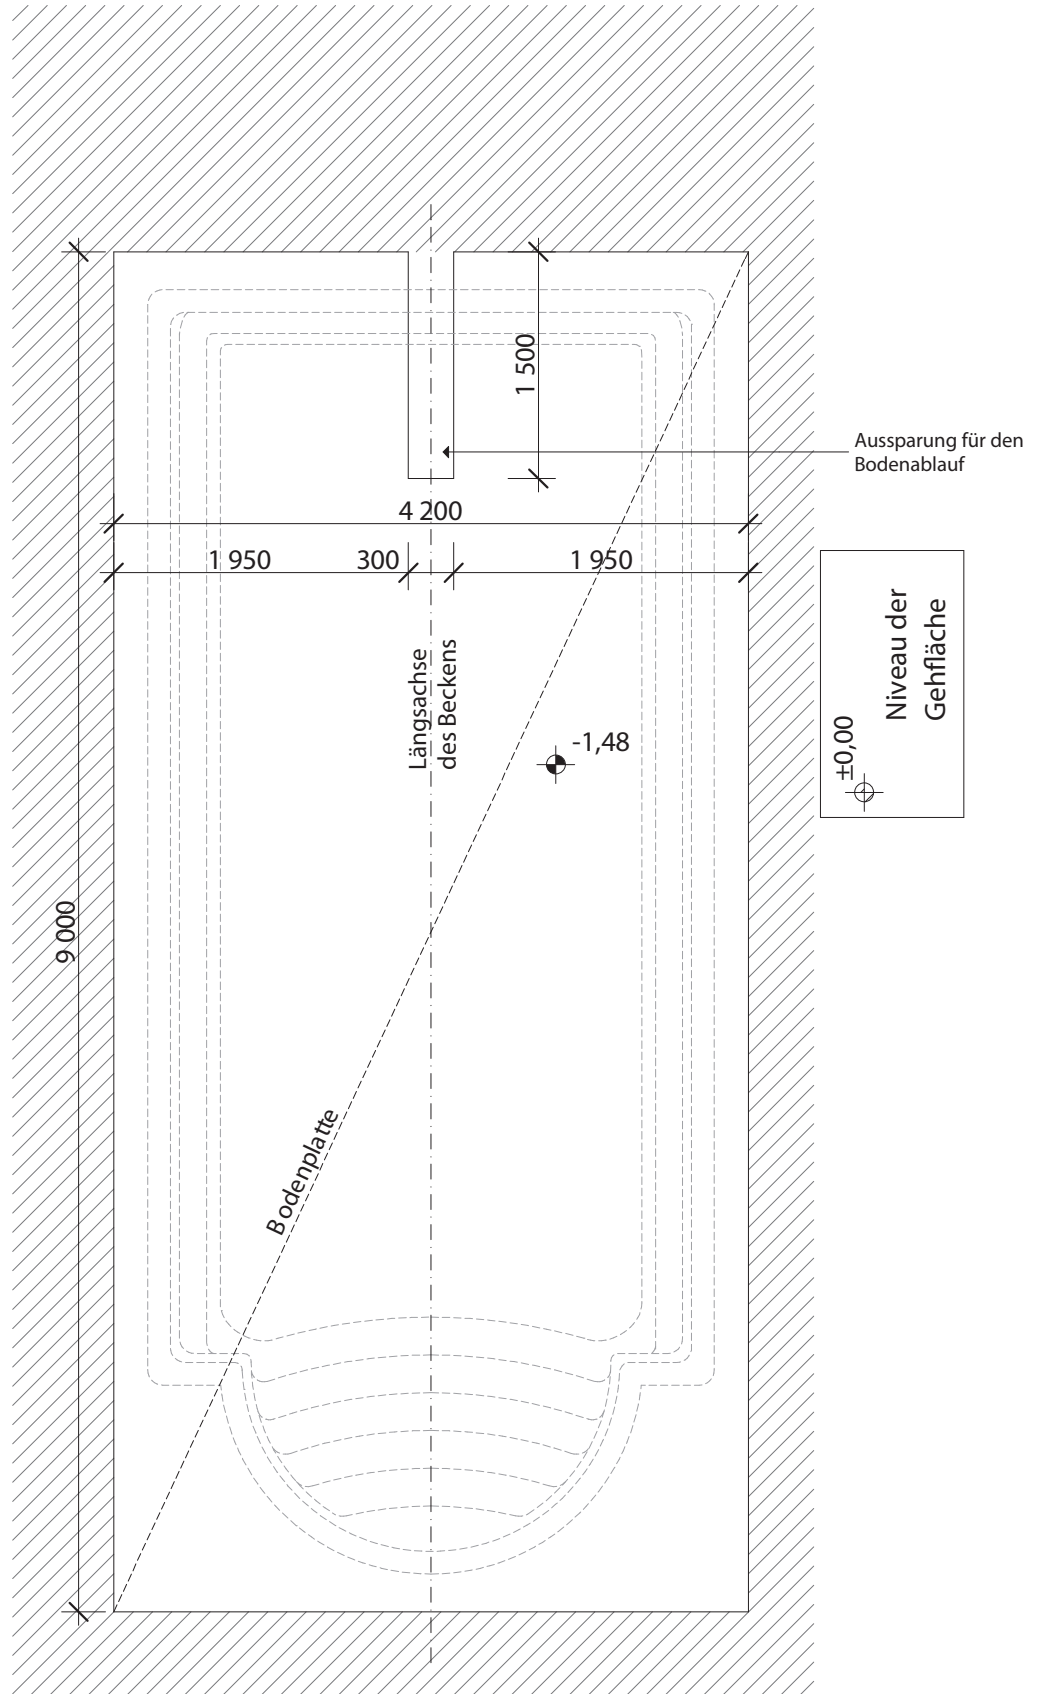 1 500
Aussparung für den
Bodenablauf
4 200
1 950
300
1 950
Niveau der
Gehfläche
±0,00
Längsachse
des Beckens
-1,48
9 000
Bodenplatte